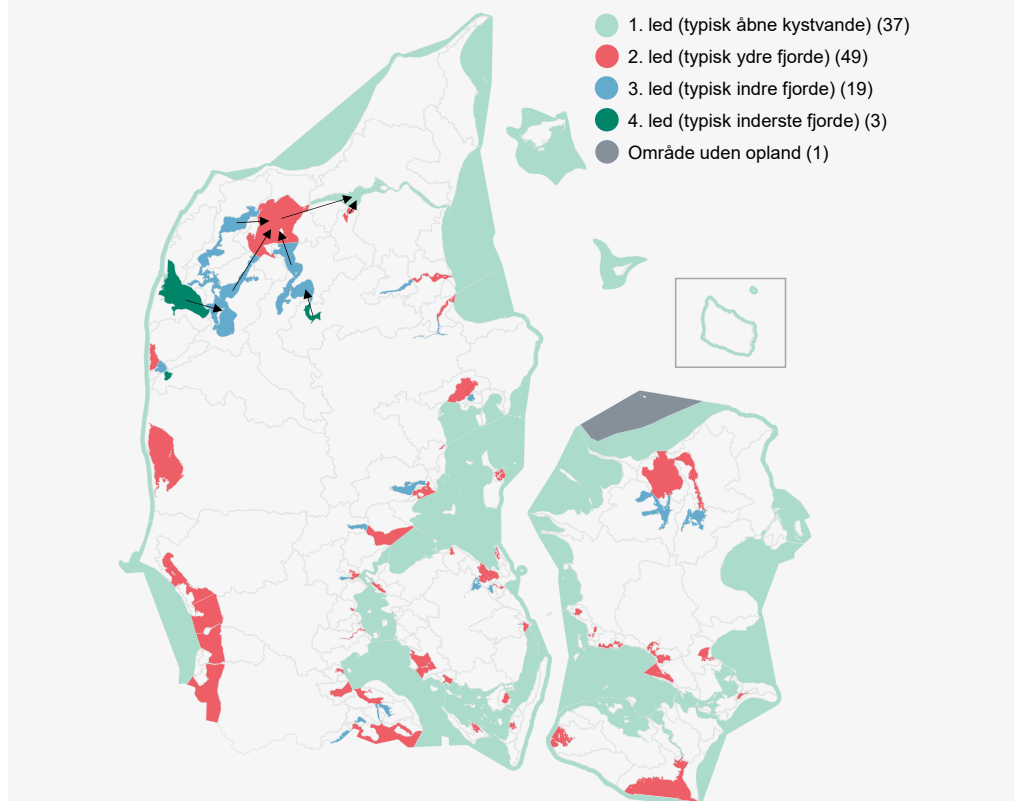 1. led (typisk åbne kystvande) (37)
2. led (typisk ydre fjorde) (49)
3. led (typisk indre fjorde) (19)
4. led (typisk inderste fjorde) (3)
Område uden opland (1)